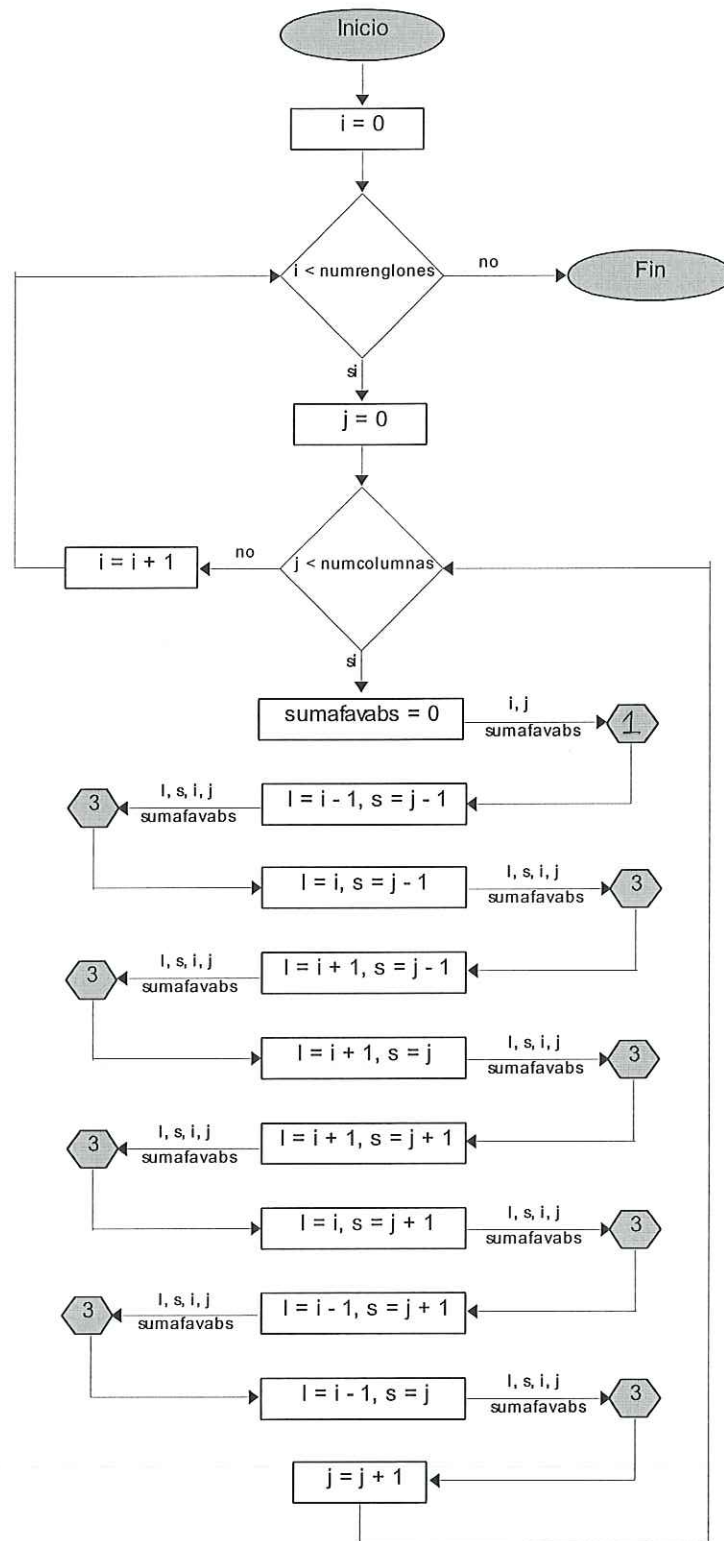 Inicio
i = 0
i < numrenglones
no
Fin
si
j = 0
j < numcolumnas
no
i = i + 1
si
sumafavabs = 0
i, j
sumafavabs
1
l = i - 1, s = j - 1
l, s, i, j
sumafavabs
3
l = i, s = j - 1
l, s, i, j
sumafavabs
3
l = i + 1, s = j - 1
l, s, i, j
sumafavabs
3
l = i + 1, s = j
l, s, i, j
sumafavabs
3
l = i + 1, s = j + 1
l, s, i, j
sumafavabs
3
l = i, s = j + 1
l, s, i, j
sumafavabs
3
l = i - 1, s = j + 1
l, s, i, j
sumafavabs
3
l = i - 1, s = j
l, s, i, j
sumafavabs
3
j = j + 1